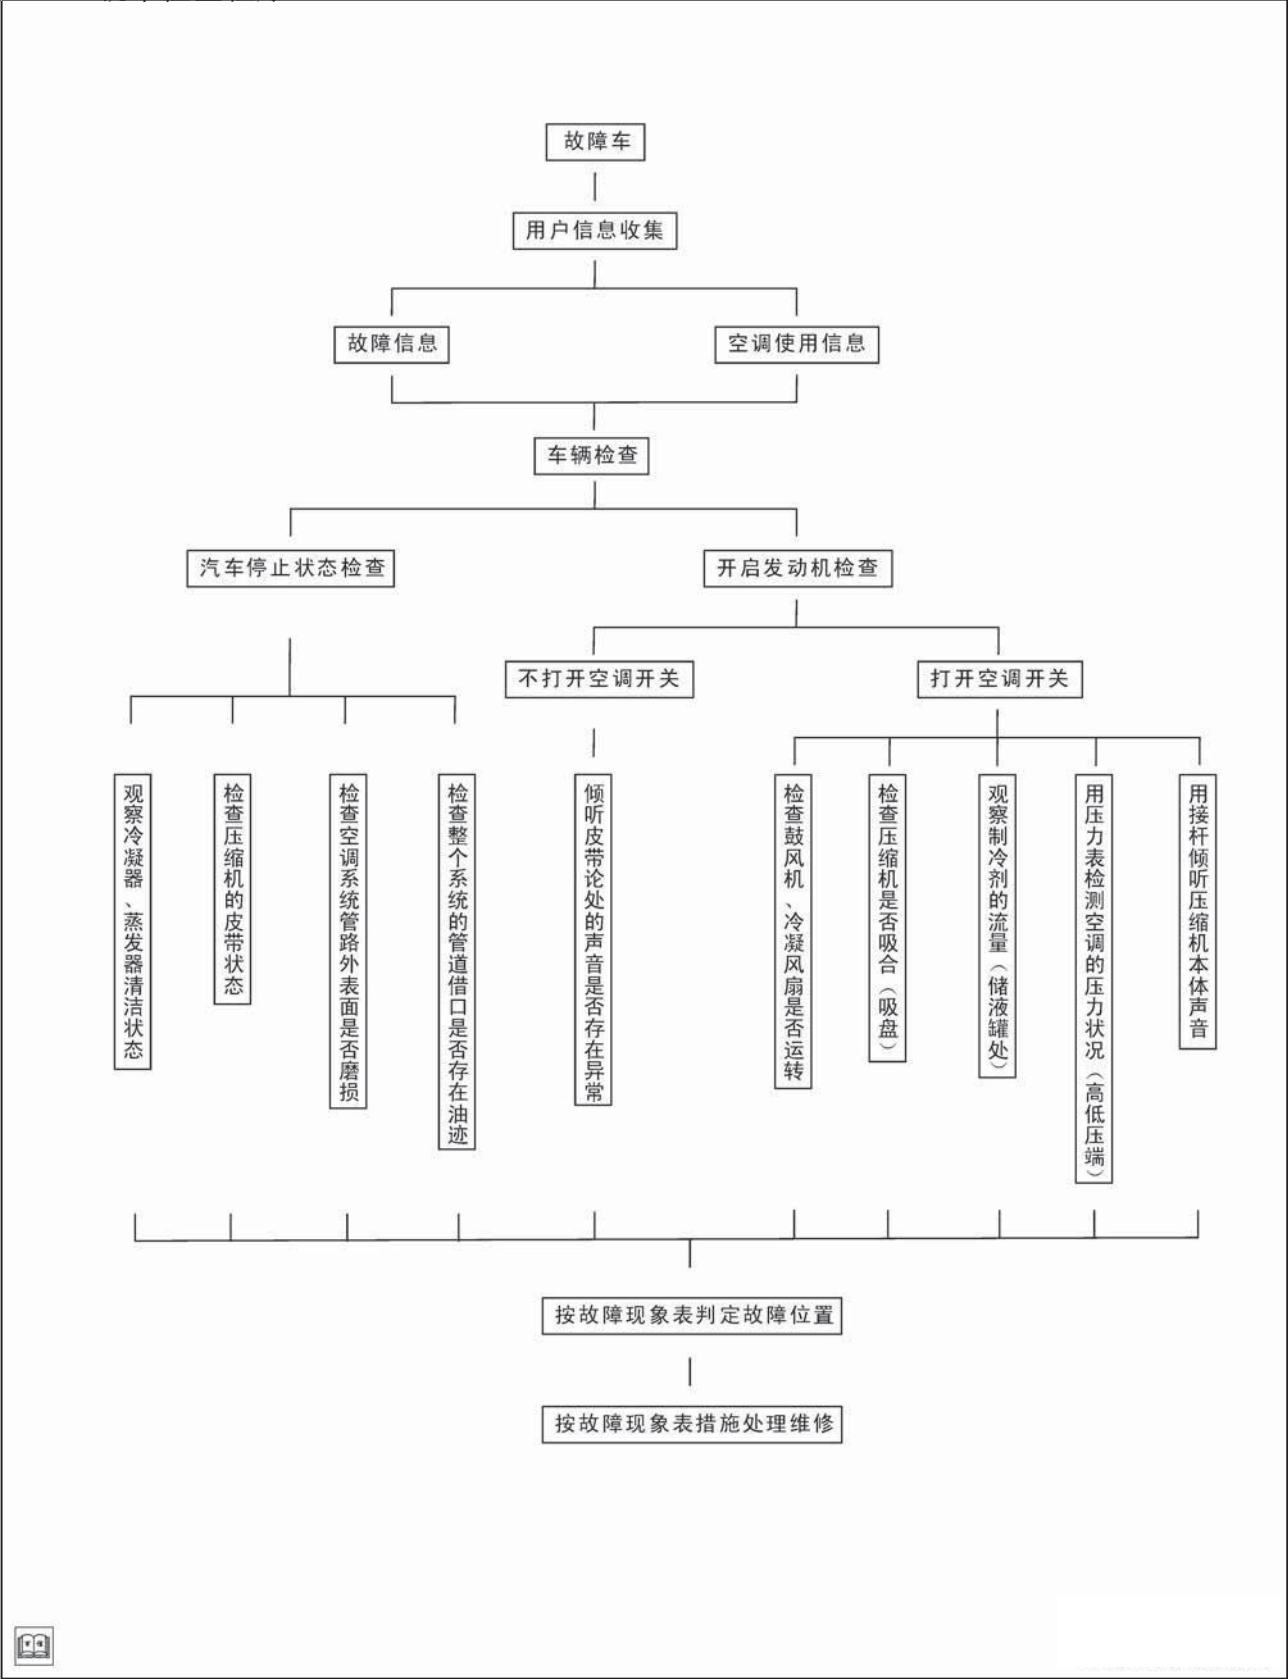 故障车
用户信息收集
故障信息
空调使用信息
车辆检查
汽车停止状态检查
开启发动机检查
不打开空调开关
打开空调开关
观察冷凝器、蒸发器清洁状态
检查压缩机的皮带状态
检查空调系统管路外表面是否磨损
检查整个系统的管道借口是否存在油迹
倾听皮带论处的声音是否存在异常
检查鼓风机、冷凝风扇是否运转
检查压缩机是否吸合（吸盘）
观察制冷剂的流量（储液罐处）
用压力表检测空调的压力状况（高低压端）
用接杆倾听压缩机本体声音
按故障现象表判定故障位置
按故障现象表措施处理维修